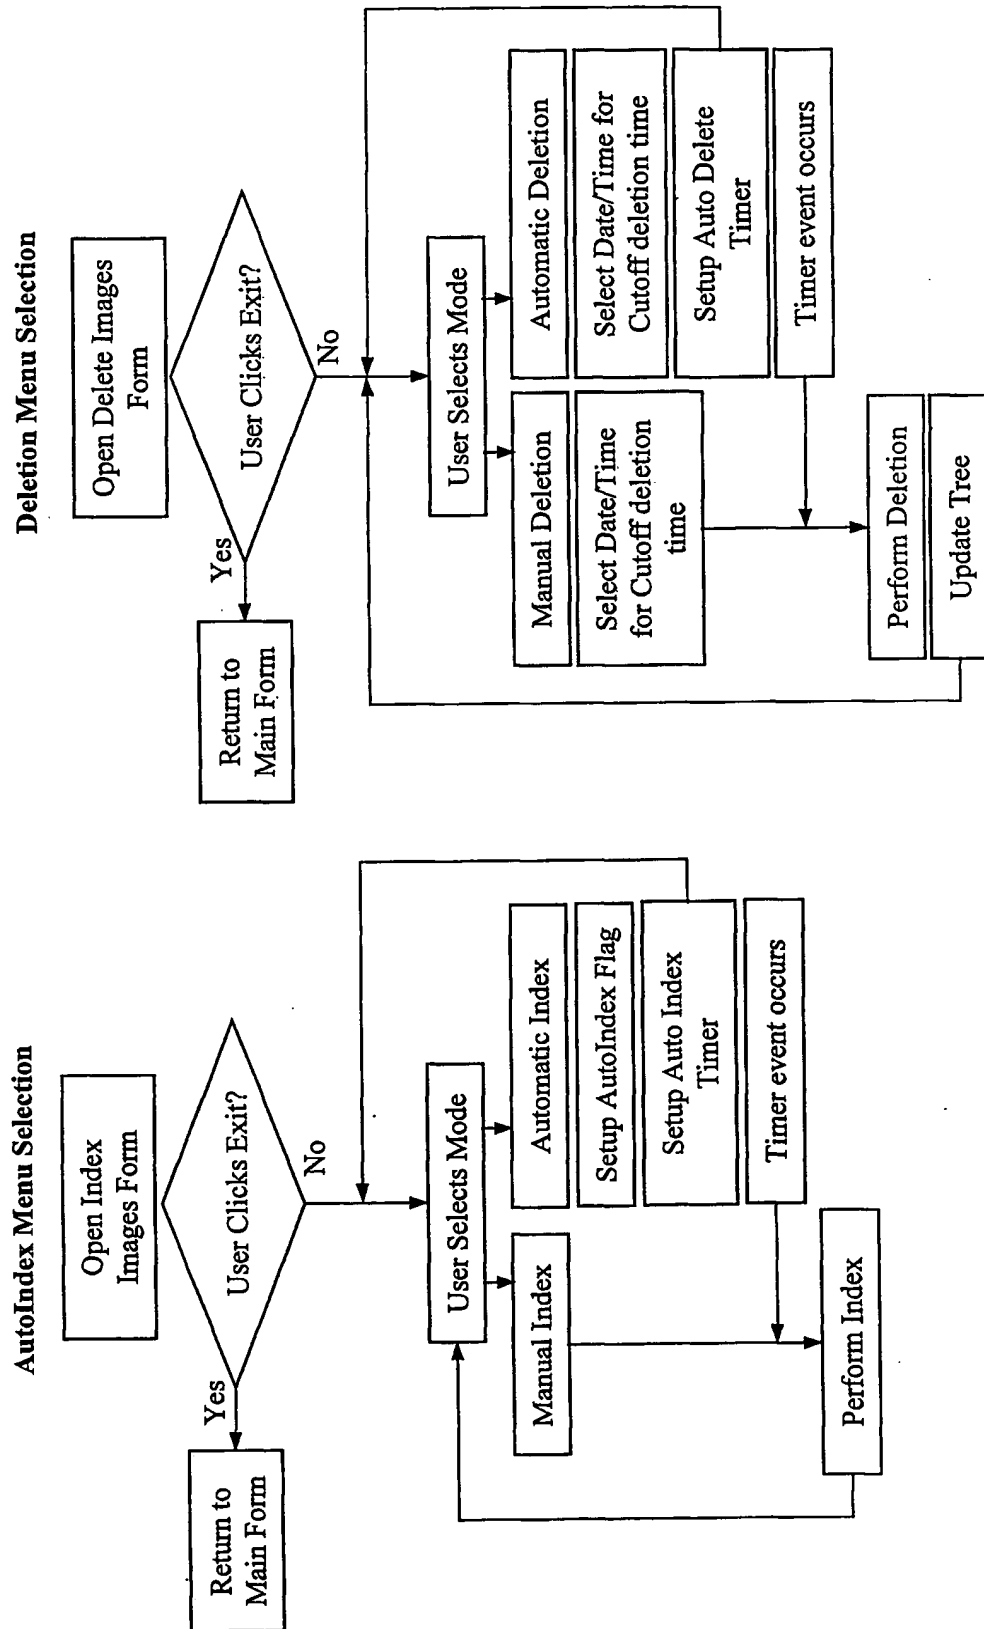 AutoIndex Menu Selection
Open Index
Images Form
User Clicks Exit?
Yes
No
Return to
Main Form
User Selects Mode
Manual Index
Automatic Index
Setup AutoIndex Flag
Setup Auto Index
Timer
Timer event occurs
Perform Index
Deletion Menu Selection
Open Delete Images
Form
User Clicks Exit?
Yes
No
Return to
Main Form
User Selects Mode
Manual Deletion
Select Date/Time
for Cutoff deletion
time
Automatic Deletion
Select Date/Time for
Cutoff deletion time
Setup Auto Delete
Timer
Timer event occurs
Perform Deletion
Update Tree